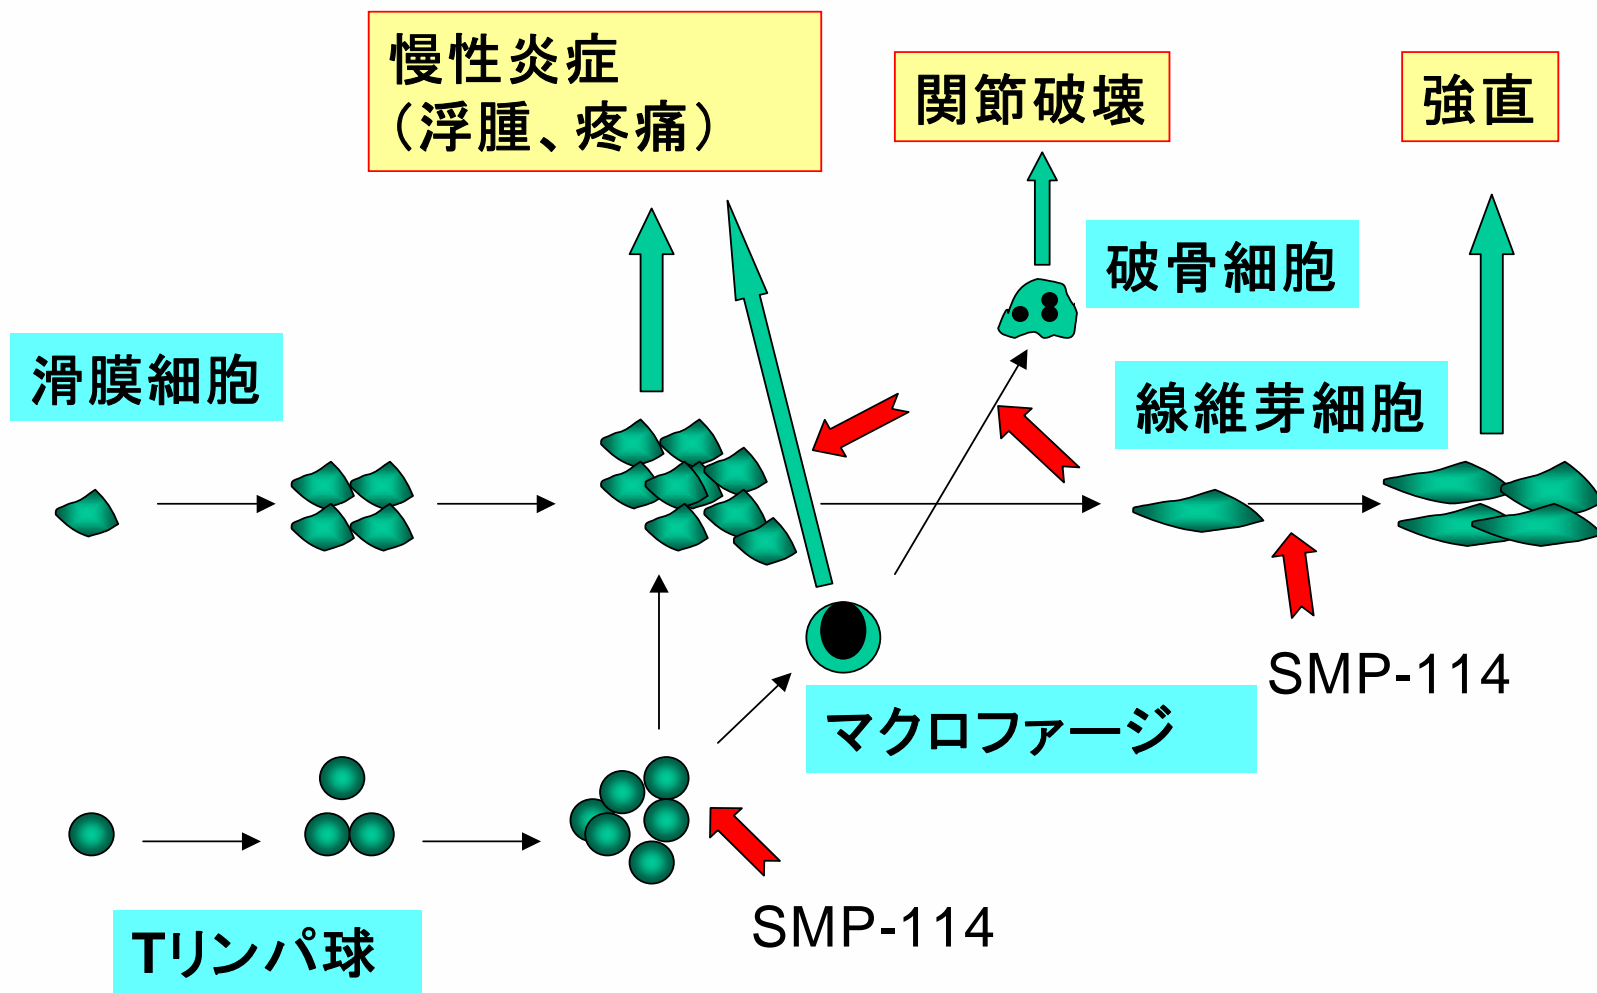 慢性炎症
（浮腫、疼痛）
関節破壊
強直
破骨細胞
滑膜細胞
線維芽細胞
SMP-114
マクロファージ
SMP-114
Tリンパ球